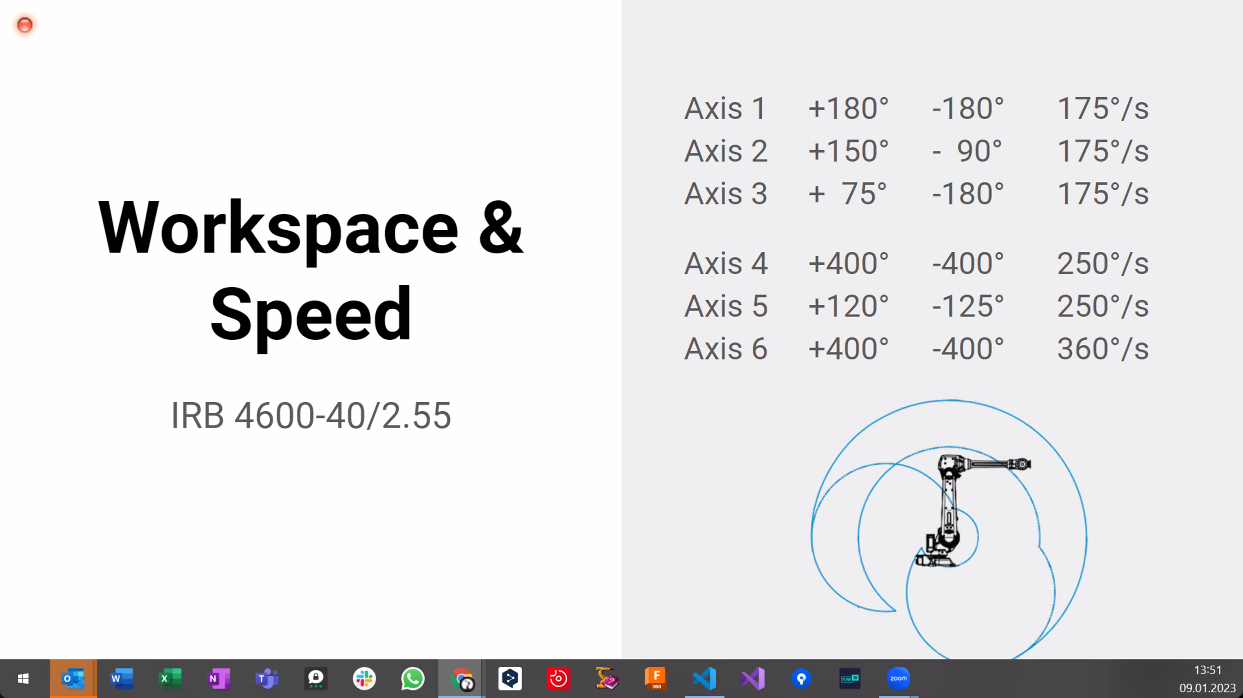 Workspace &
Speed
IRB 4600-40/2.55
Axis 1 +180° -180° 175°/s
Axis 2 +150° - 90° 175°/s
Axis 3 + 75° -180° 175°/s
Axis 4 +400° -400° 250°/s
Axis 5 +120° -125° 250°/s
Axis 6 +400° -400° 360°/s
13:51
09.01.2023